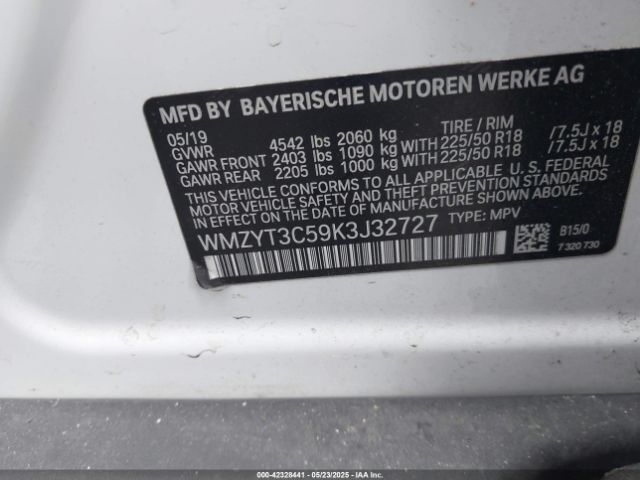 MFD BY BAYERISCHE MOTOREN WERKE AG
05/19 TIRE / RIM
GVWR 4542 lbs 2060 kg
GAWR FRONT 2403 lbs 1090 kg WITH 225/50 R18 /7.5J x 18
GAWR REAR 2205 lbs 1000 kg WITH 225/50 R18 /7.5J x 18
THIS VEHICLE CONFORMS TO ALL APPLICABLE U. S. FEDERAL
MOTOR VEHICLE SAFETY AND THEFT PREVENTION STANDARDS
IN EFFECT ON THE DATE OF MANUFACTURE SHOWN ABOVE.
WMZYT3C59K3J32727 TYPE: MPV
B15/0
7 320 730
000-42328441 - 05/23/2025 - IAAI.COM